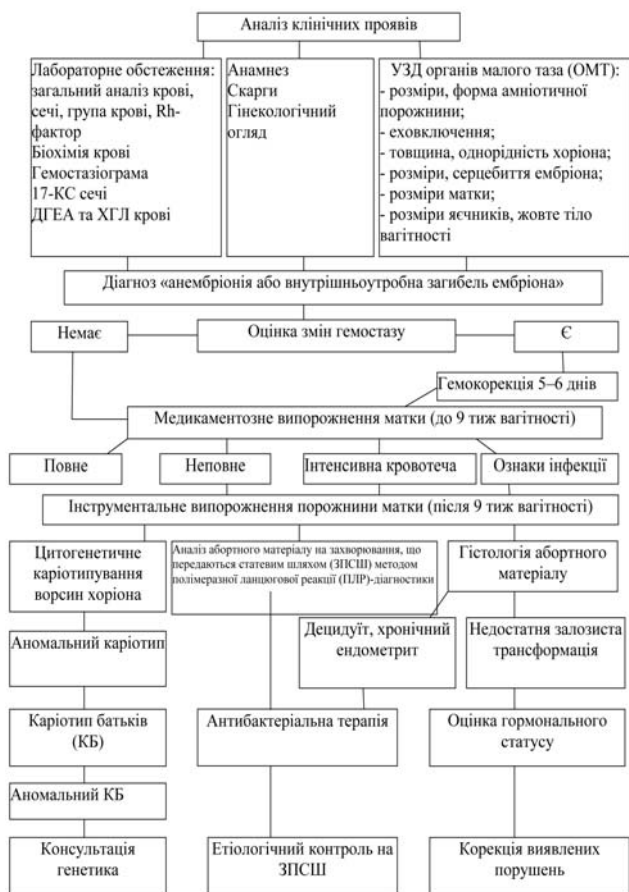 Аналіз клінічних проявів
Лабораторне обстеження:
загальний аналіз крові,
сечі, група крові, Rh-
фактор
Біохімія крові
Гемостазіограма
17-КС сечі
ДГЕА та ХГЛ крові
Анамнез
Скарги
Гінекологічний
огляд
УЗД органів малого таза (ОМТ):
- розміри, форма амніотичної
порожнини;
- еховключення;
- товщина, однорідність хоріона;
- розміри, серцебиття ембріона;
- розміри матки;
- розміри яєчників, жовте тіло
вагітності
Діагноз «анембріонія або внутрішньоутробна загибель ембріона»
Немає
Оцінка змін гемостазу
Є
Гемокорекція 5–6 днів
Медикаментозне випорожнення матки (до 9 тиж вагітності)
Повне
Неповне
Інтенсивна кровотеча
Ознаки інфекції
Інструментальне випорожнення порожнини матки (після 9 тиж вагітності)
Цитогенетичне
каріотипування
ворсин хоріона
Аналіз абортного матеріалу на захворювання, що
передаються статевим шляхом (ЗПСШ) методом
полімеразної ланцюгової реакції (ПЛР)-діагностики
Гістологія абортного
матеріалу
Аномальний каріотип
Децидуїт, хронічний
ендометрит
Недостатня залозиста
трансформація
Каріотип батьків
(КБ)
Антибактеріальна терапія
Оцінка гормонального
статусу
Аномальний КБ
Консультація
генетика
Етіологічний контроль на
ЗПСШ
Корекція виявлених
порушень